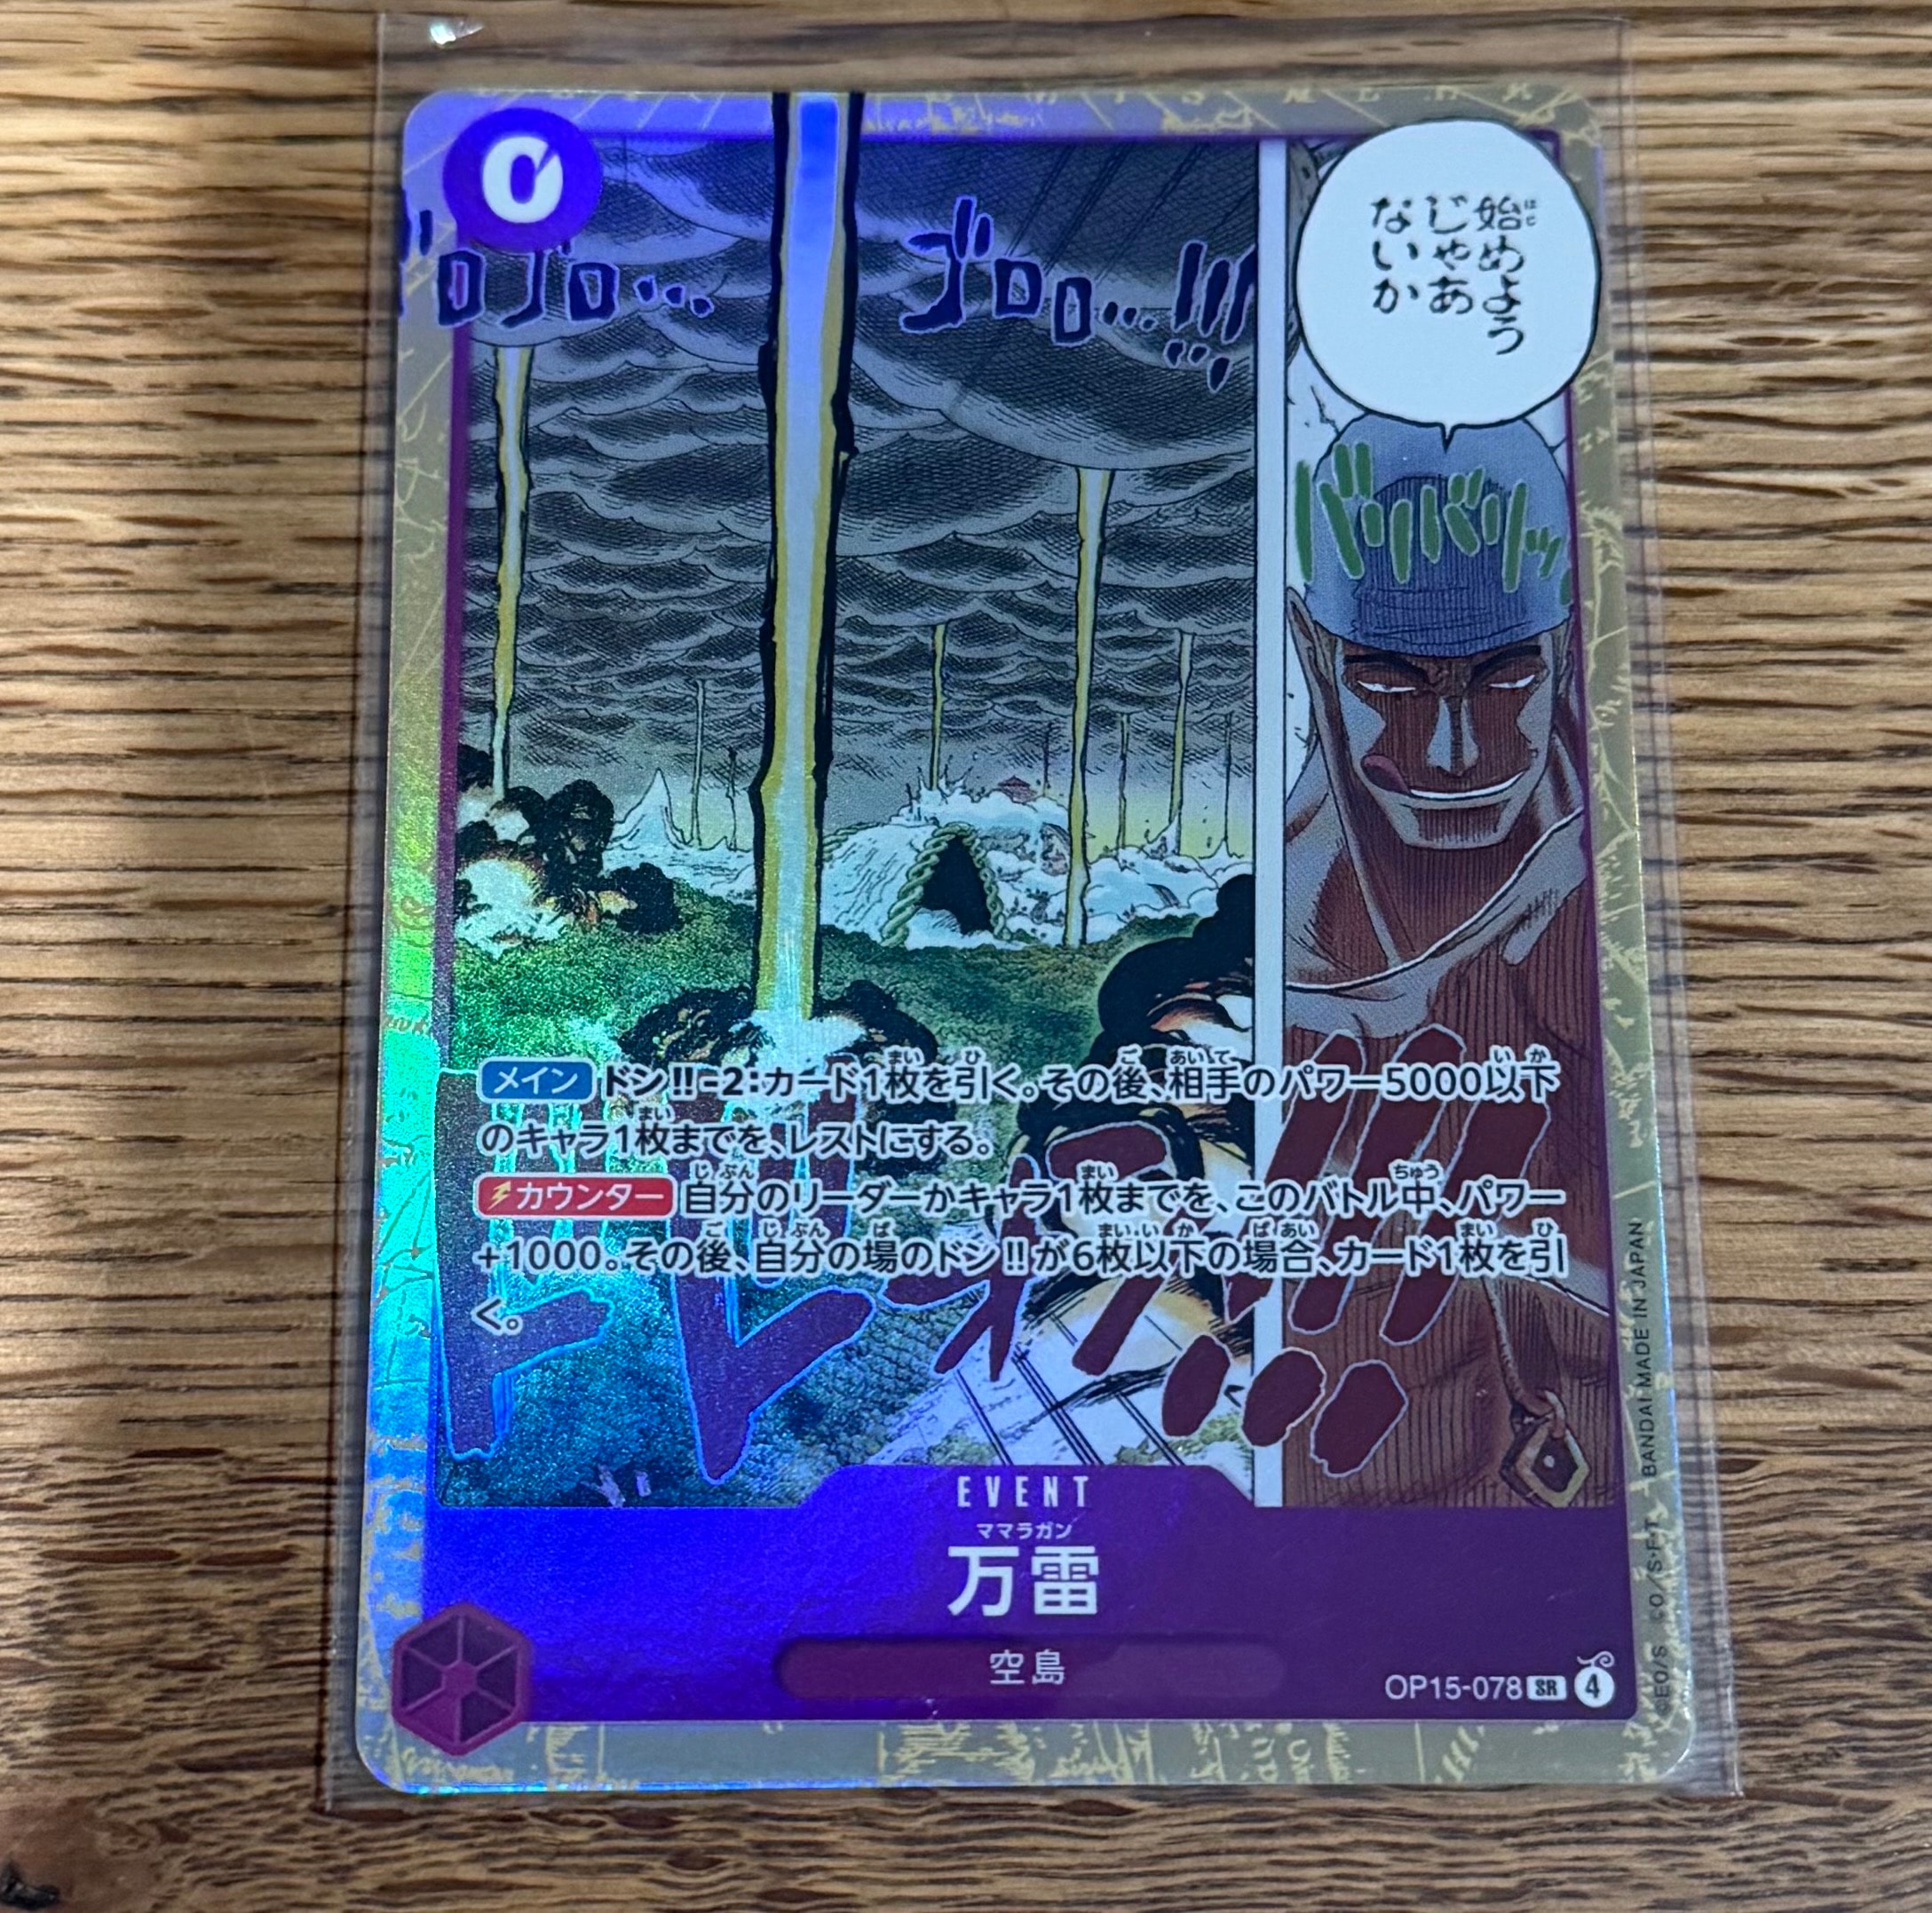 0
ゴロゴロ…
ゴロロ…!!!
始めよう
じゃあ
ないか
バリバリッ
メイン ドン!!-2:カード1枚を引く。その後、相手のパワー5000以下
のキャラ1枚までを、レストにする。
カウンター 自分のリーダーかキャラ1枚までを、このバトル中、パワー
+1000。その後、自分の場のドン!!が6枚以下の場合、カード1枚を引
く。
EVENT
ママラガン
万雷
空島
OP15-078 SR 4
BANDAI MADE IN JAPAN